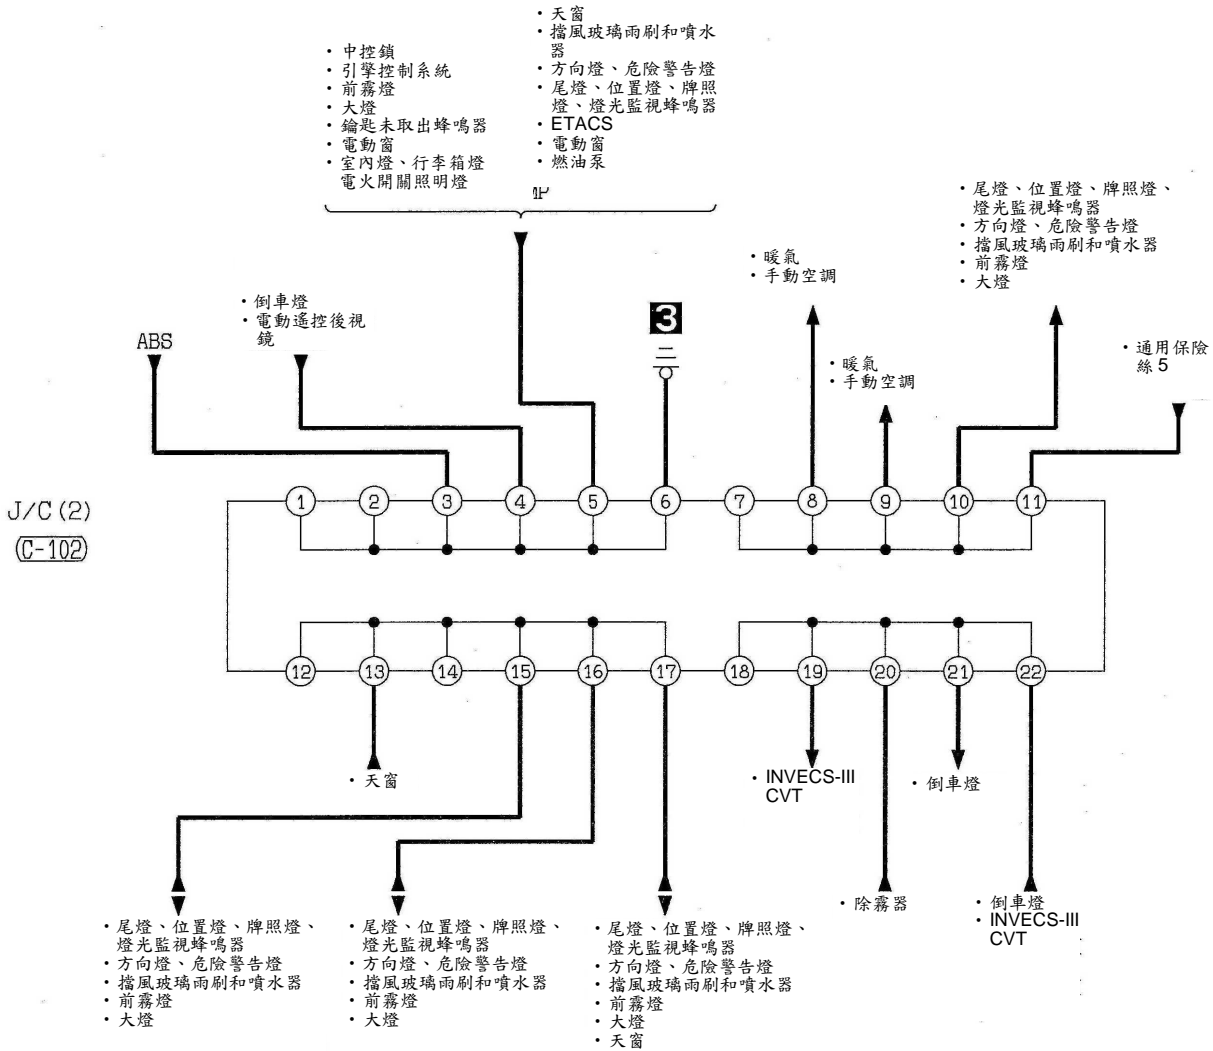 ・中控鎖
・引擎控制系統
・前霧燈
・大燈
・鑰匙未取出蜂鳴器
・電動窗
・室內燈、行李箱燈
電火開關照明燈
・天窗
・擋風玻璃雨刷和噴水
器
・方向燈、危險警告燈
・尾燈、位置燈、牌照
燈、燈光監視蜂鳴器
・ETACS
・電動窗
・燃油泵
・尾燈、位置燈、牌照燈、
燈光監視蜂鳴器
・方向燈、危險警告燈
・擋風玻璃雨刷和噴水器
・前霧燈
・大燈
・暖氣
・手動空調
・倒車燈
・電動遙控後視
鏡
ABS
3
二
・暖氣
・手動空調
・通用保險
絲 5
J/C (2)
(C-102)
1 2 3 4 5 6 7 8 9 10 11
12 13 14 15 16 17 18 19 20 21 22
・天窗
・INVECS-III
CVT
・倒車燈
・除霧器
・倒車燈
・INVECS-III
CVT
・尾燈、位置燈、牌照燈、
燈光監視蜂鳴器
・方向燈、危險警告燈
・擋風玻璃雨刷和噴水器
・前霧燈
・大燈
・尾燈、位置燈、牌照燈、
燈光監視蜂鳴器
・方向燈、危險警告燈
・擋風玻璃雨刷和噴水器
・前霧燈
・大燈
・尾燈、位置燈、牌照燈、
燈光監視蜂鳴器
・方向燈、危險警告燈
・擋風玻璃雨刷和噴水器
・前霧燈
・大燈
・天窗